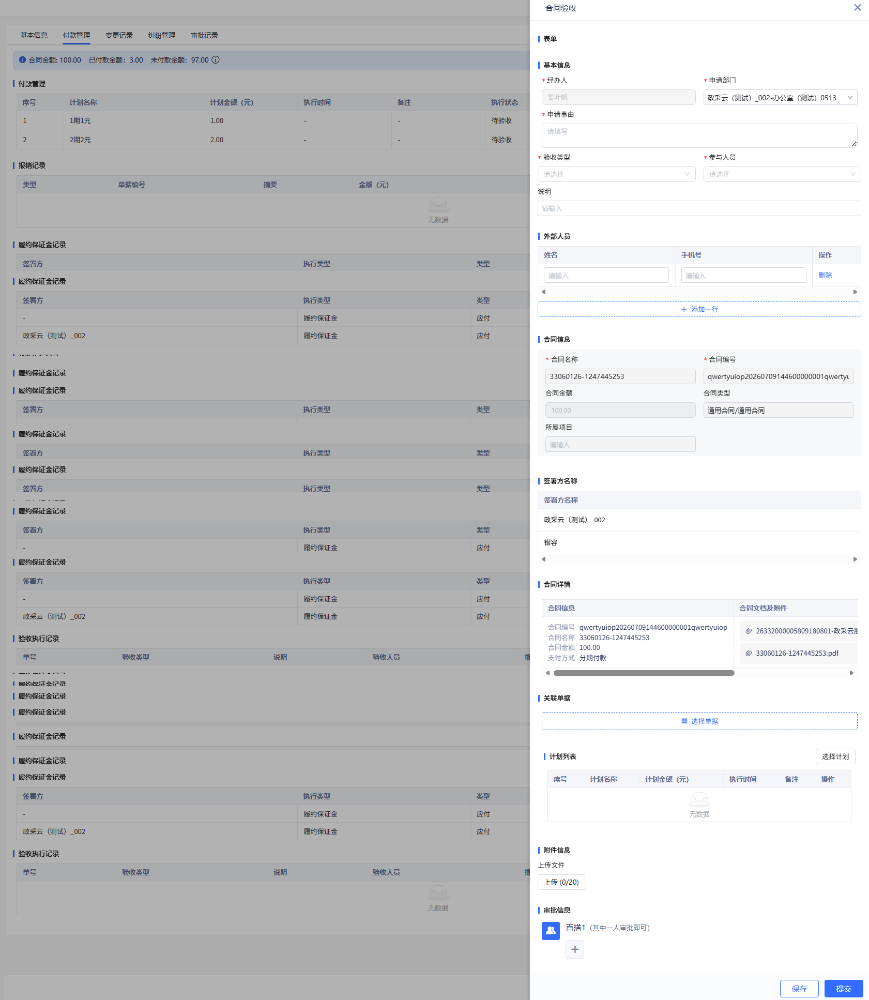 基本信息 付款管理 变更记录 纠纷管理 审批记录
合同金额: 100.00 已付款金额: 3.00 未付款金额: 97.00
付款管理
序号 计划名称 计划金额（元） 执行时间 备注 执行状态
1 1期1元 1.00 - - 待验收
2 2期2元 2.00 - - 待验收
报销记录
类型 单据编号 摘要 金额（元）
无数据
履约保证金记录
签署方 执行类型 类型
履约保证金记录
签署方 执行类型 类型
- 履约保证金 应付
政采云（测试）_002 履约保证金 应付
履约保证金记录
履约保证金记录
签署方 执行类型 类型
履约保证金记录
签署方 执行类型 类型
履约保证金记录
签署方 执行类型 类型
履约保证金记录
签署方 执行类型 类型
- 履约保证金 应付
履约保证金记录
签署方 执行类型 类型
- 履约保证金 应付
政采云（测试）_002 履约保证金 应付
验收执行记录
单号 验收类型 说明 验收人员 提
履约保证金记录
履约保证金记录
履约保证金记录
履约保证金记录
履约保证金记录
履约保证金记录
签署方 执行类型 类型
- 履约保证金 应付
政采云（测试）_002 履约保证金 应付
验收执行记录
单号 验收类型 说明 验收人员 提
无数据
合同验收
表单
基本信息
* 经办人 * 申请部门
姜叶帆 政采云（测试）_002-办公室（测试）0513
* 申请事由
请填写
* 验收类型 * 参与人员
请选择 请选择
说明
请输入
外部人员
姓名 手机号 操作
请输入 请输入 删除
+ 添加一行
合同信息
* 合同名称 * 合同编号
33060126-1247445253 qwertyuiop20260709144600000001qwertyu
合同金额 合同类型
100.00 通用合同/通用合同
所属项目
请输入
签署方名称
签署方名称
政采云（测试）_002
银容
合同详情
合同信息 合同文档及附件
合同编号 qwertyuiop20260709144600000001qwertyuiop
合同名称 33060126-1247445253
合同金额 100.00
支付方式 分期付款
26332000005809180801-政采云股
33060126-1247445253.pdf
关联单据
选择单据
计划列表 选择计划
序号 计划名称 计划金额（元） 执行时间 备注 操作
无数据
附件信息
上传文件
上传 (0/20)
审批信息
百搭1（其中一人审批即可）
保存 提交